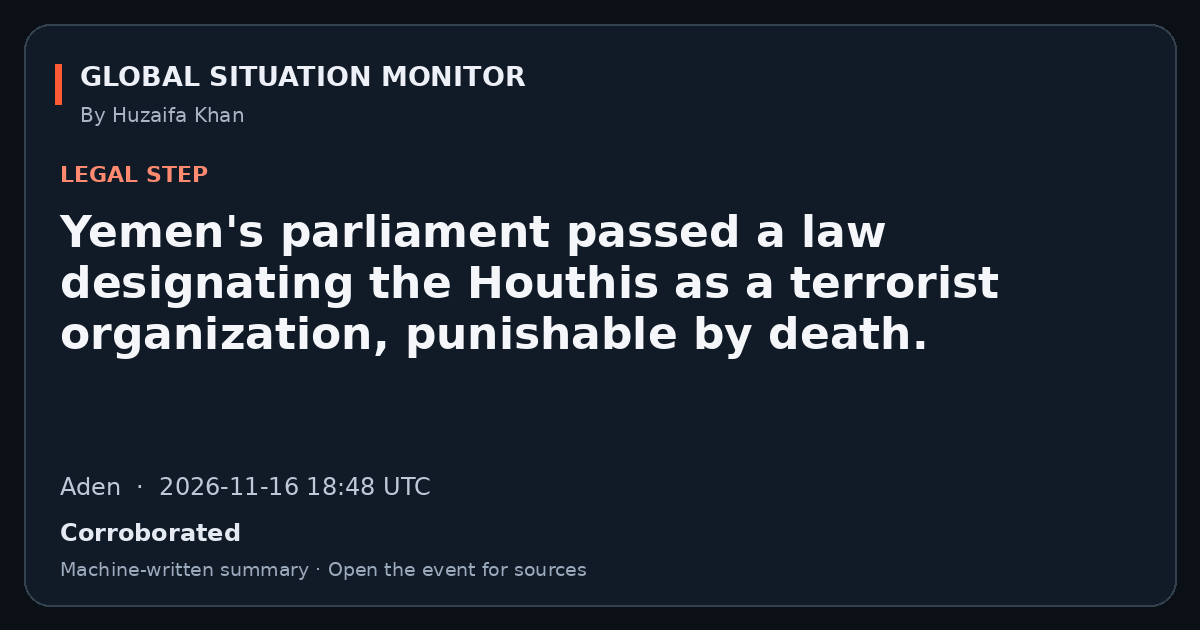 GLOBAL SITUATION MONITOR
By Huzaifa Khan
LEGAL STEP
Yemen's parliament passed a law
designating the Houthis as a terrorist
organization, punishable by death.
Aden · 2026-11-16 18:48 UTC
Corroborated
Machine-written summary · Open the event for sources